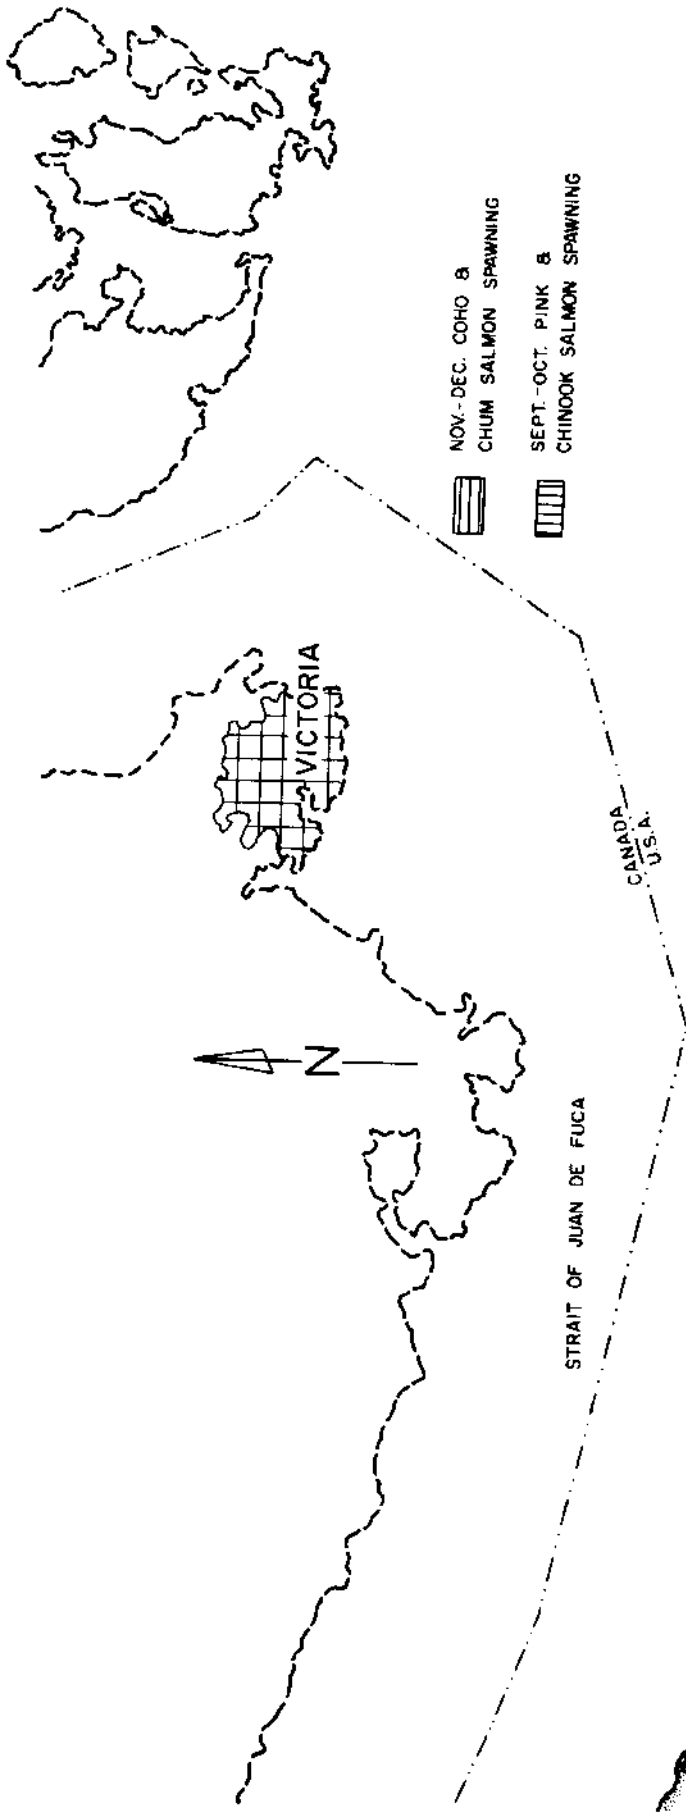 VICTORIA
N
CANADA
U.S.A.
STRAIT OF JUAN DE FUCA
NOV.-DEC. COHO &
CHUM SALMON SPAWNING
SEPT.-OCT. PINK &
CHINOOK SALMON SPAWNING